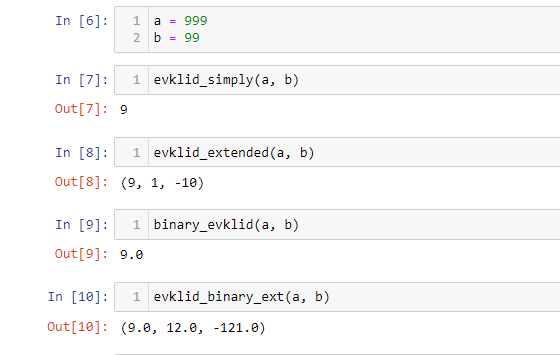 In [6]: 1 a = 999
2 b = 99
In [7]: 1 evklid_simply(a, b)
Out[7]: 9
In [8]: 1 evklid_extended(a, b)
Out[8]: (9, 1, -10)
In [9]: 1 binary_evklid(a, b)
Out[9]: 9.0
In [10]: 1 evklid_binary_ext(a, b)
Out[10]: (9.0, 12.0, -121.0)